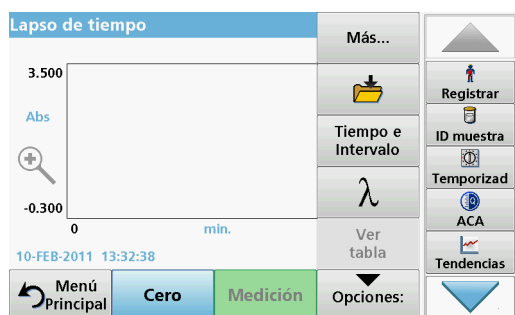 Lapso de tiempo
3.500
Abs
-0.300
0
min.
10-FEB-2011 13:32:38
Menú
Principal
Cero
Medición
Más...
Tiempo e
Intervalo
λ
Ver
tabla
Opciones:
Registrar
ID muestra
Temporizad
ACA
Tendencias